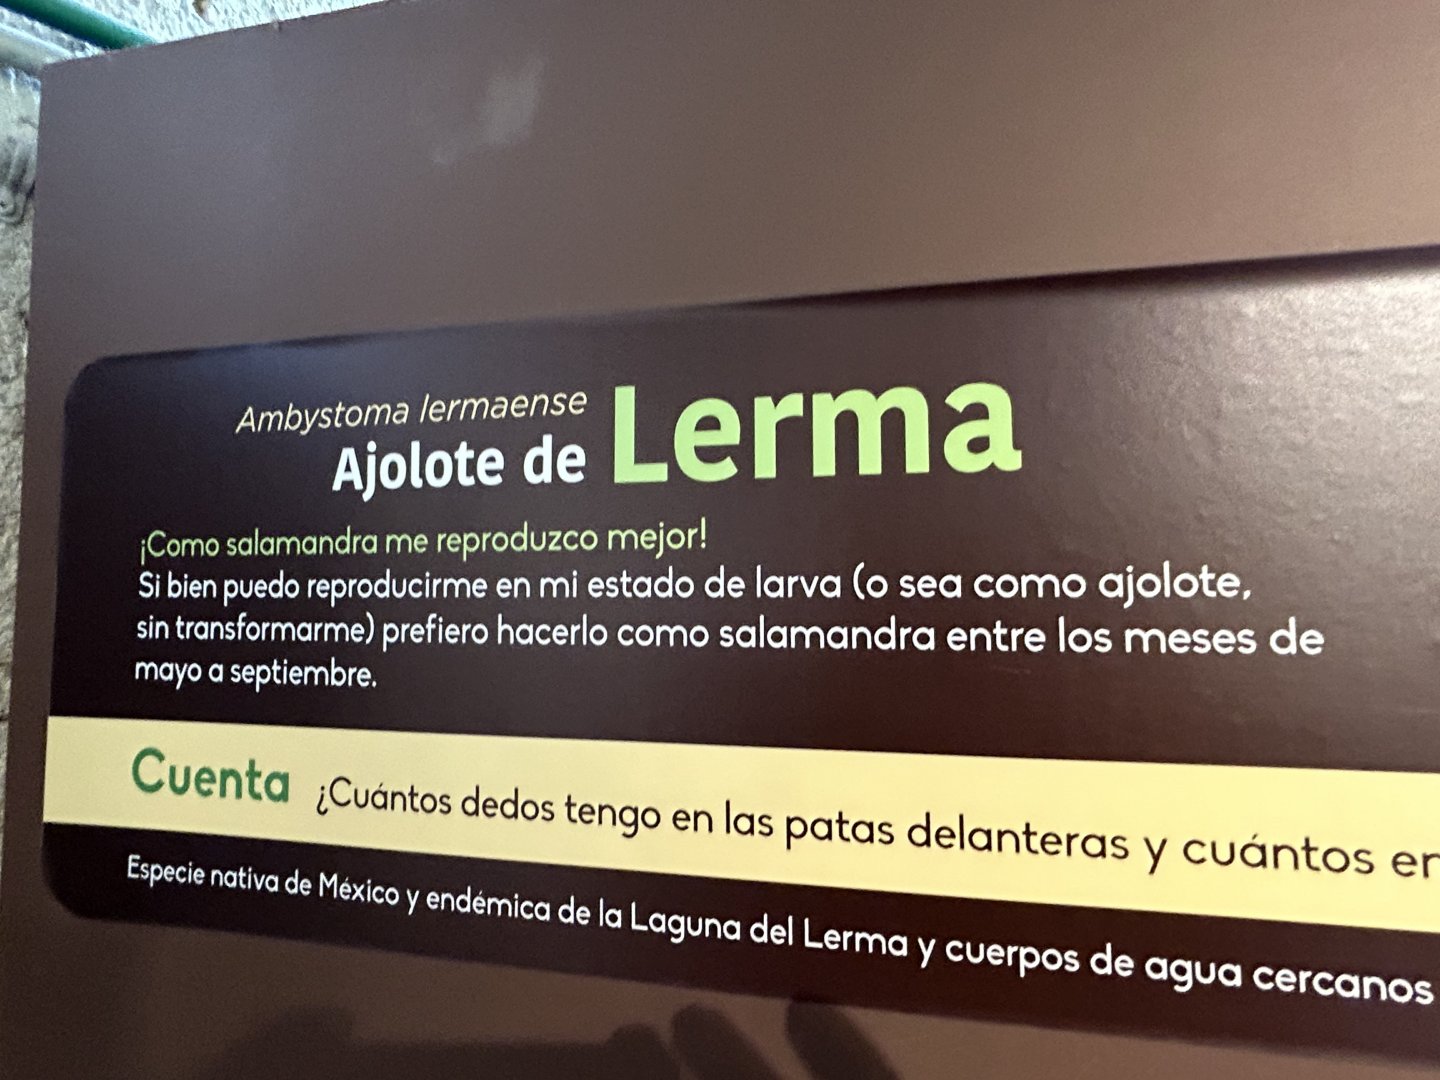 Ambystoma lermaense
Ajolote de Lerma
¡Como salamandra me reproduzco mejor!
Si bien puedo reproducirme en mi estado de larva (o sea como ajolote,
sin transformarme) prefiero hacerlo como salamandra entre los meses de
mayo a septiembre.
Cuenta ¿Cuántos dedos tengo en las patas delanteras y cuántos en
Especie nativa de México y endémica de la Laguna del Lerma y cuerpos de agua cercanos